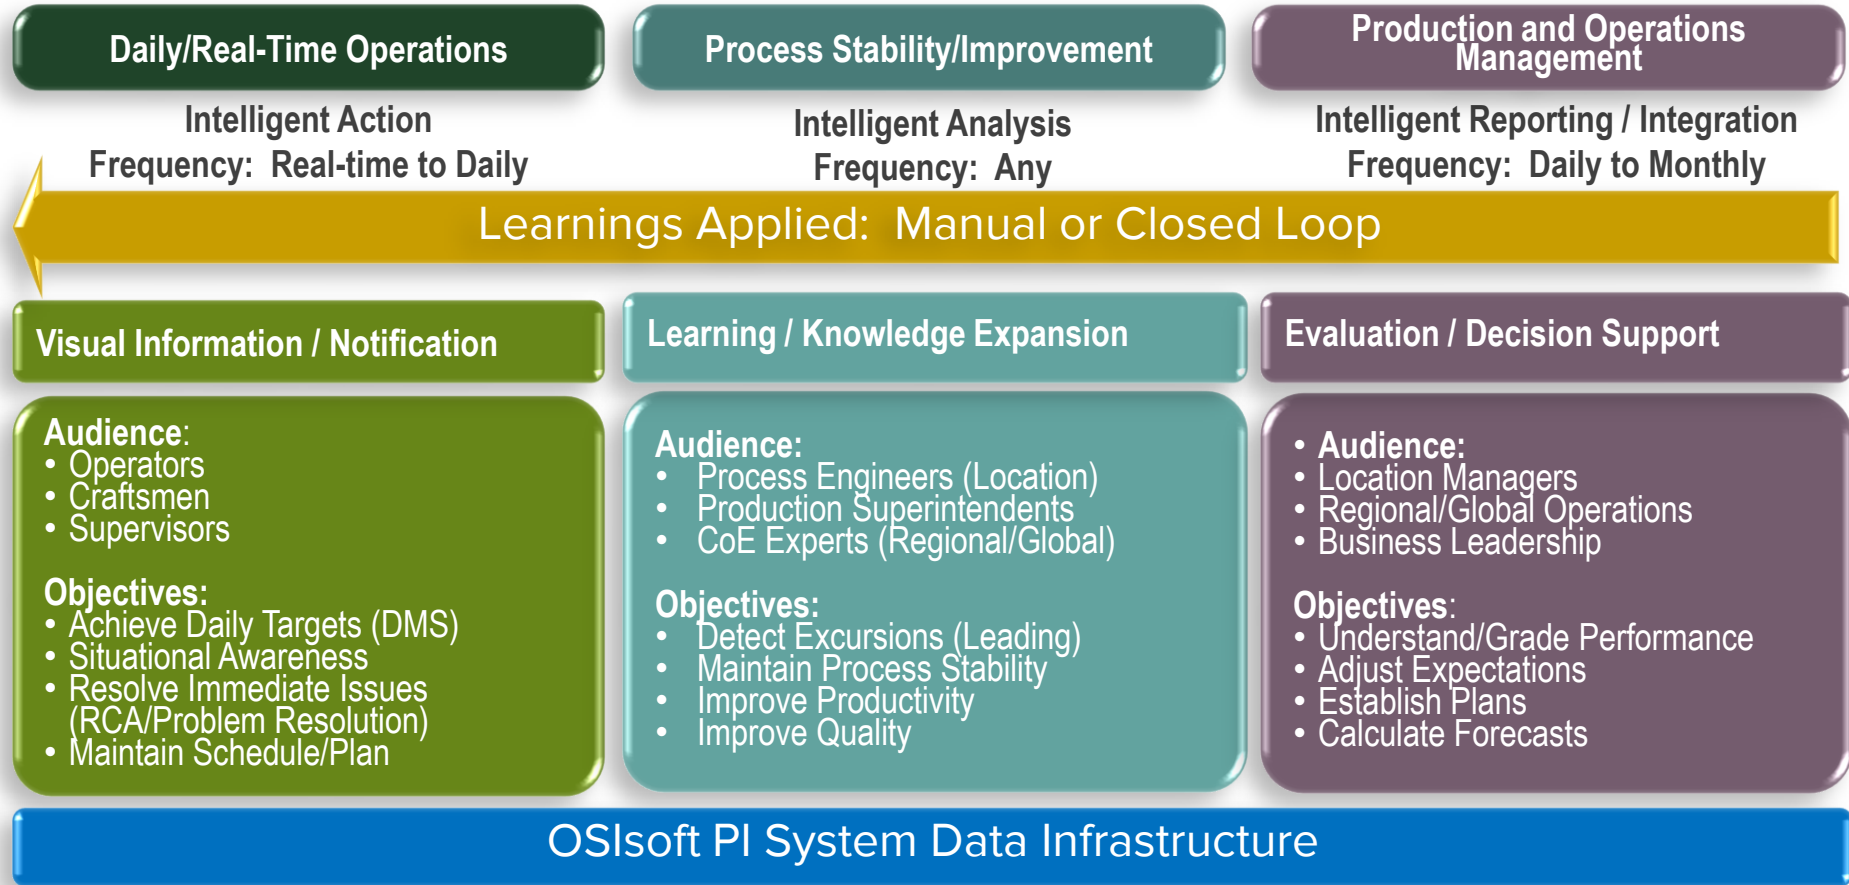 Daily/Real-Time Operations
Intelligent Action
Frequency: Real-time to Daily
Process Stability/Improvement
Intelligent Analysis
Frequency: Any
Production and Operations
Management
Intelligent Reporting / Integration
Frequency: Daily to Monthly
Learnings Applied: Manual or Closed Loop
Visual Information / Notification
Audience:
• Operators
• Craftsmen
• Supervisors
Objectives:
• Achieve Daily Targets (DMS)
• Situational Awareness
• Resolve Immediate Issues
(RCA/Problem Resolution)
• Maintain Schedule/Plan
Learning / Knowledge Expansion
Audience:
• Process Engineers (Location)
• Production Superintendents
• CoE Experts (Regional/Global)
Objectives:
• Detect Excursions (Leading)
• Maintain Process Stability
• Improve Productivity
• Improve Quality
Evaluation / Decision Support
• Audience:
• Location Managers
• Regional/Global Operations
• Business Leadership
Objectives:
• Understand/Grade Performance
• Adjust Expectations
• Establish Plans
• Calculate Forecasts
OSIsoft PI System Data Infrastructure